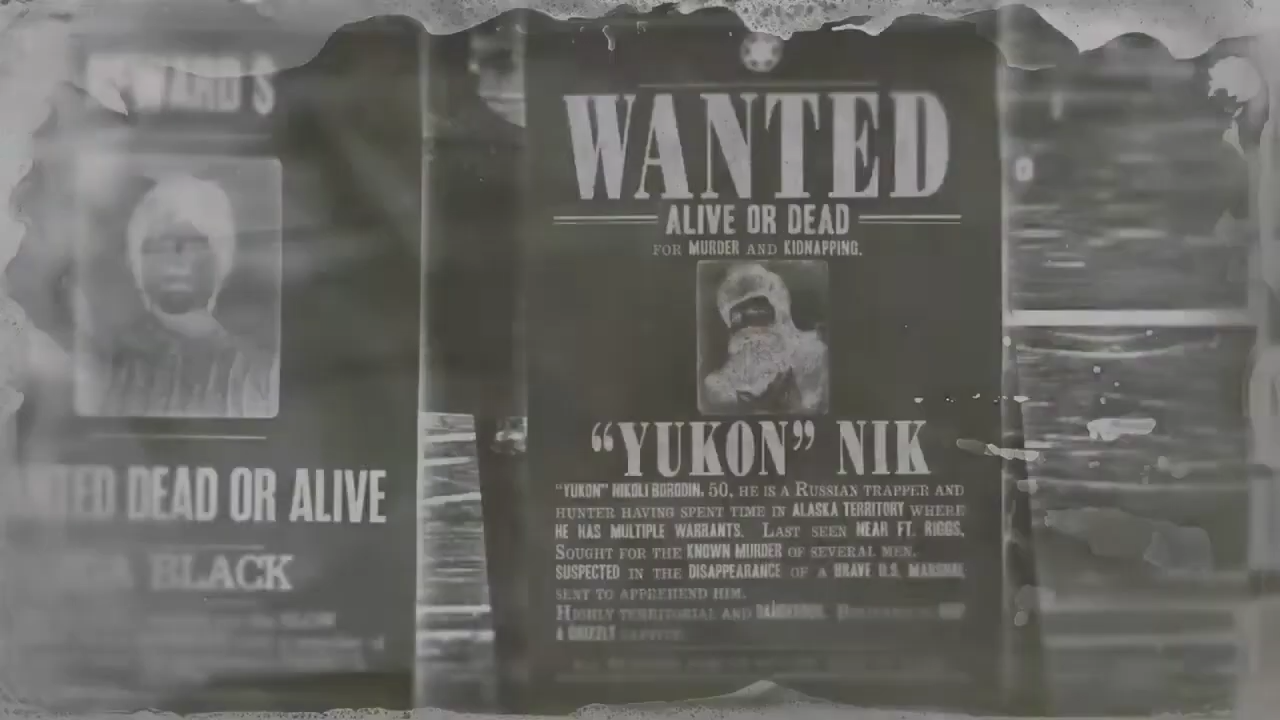 DEAD OR ALIVE
BLACK
WANTED
ALIVE OR DEAD
FOR MURDER AND KIDNAPPING.
“YUKON” NIK
“YUKON” NIKOLI BORODIN, 50, HE IS A RUSSIAN TRAPPER AND
HUNTER HAVING SPENT TIME IN ALASKA TERRITORY WHERE
HE HAS MULTIPLE WARRANTS. LAST SEEN NEAR FT. RIGGS.
SOUGHT FOR THE KNOWN MURDER OF SEVERAL MEN.
SUSPECTED IN THE DISAPPEARANCE OF A BRAVE U.S. MARSHAL
SENT TO APPREHEND HIM.
HIGHLY TERRITORIAL AND DANGEROUS.
A GRIZZLY